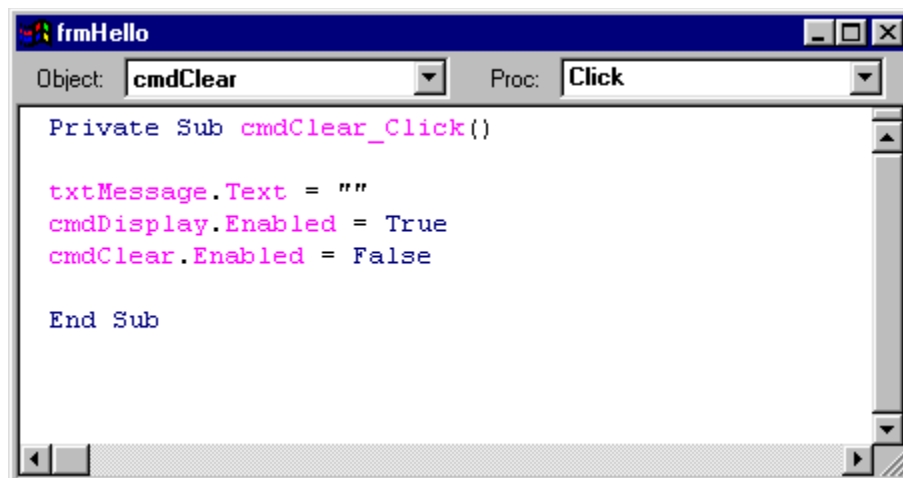 frmHello
Object: cmdClear Proc: Click
Private Sub cmdClear_Click()
txtMessage.Text = ""
cmdDisplay.Enabled = True
cmdClear.Enabled = False
End Sub